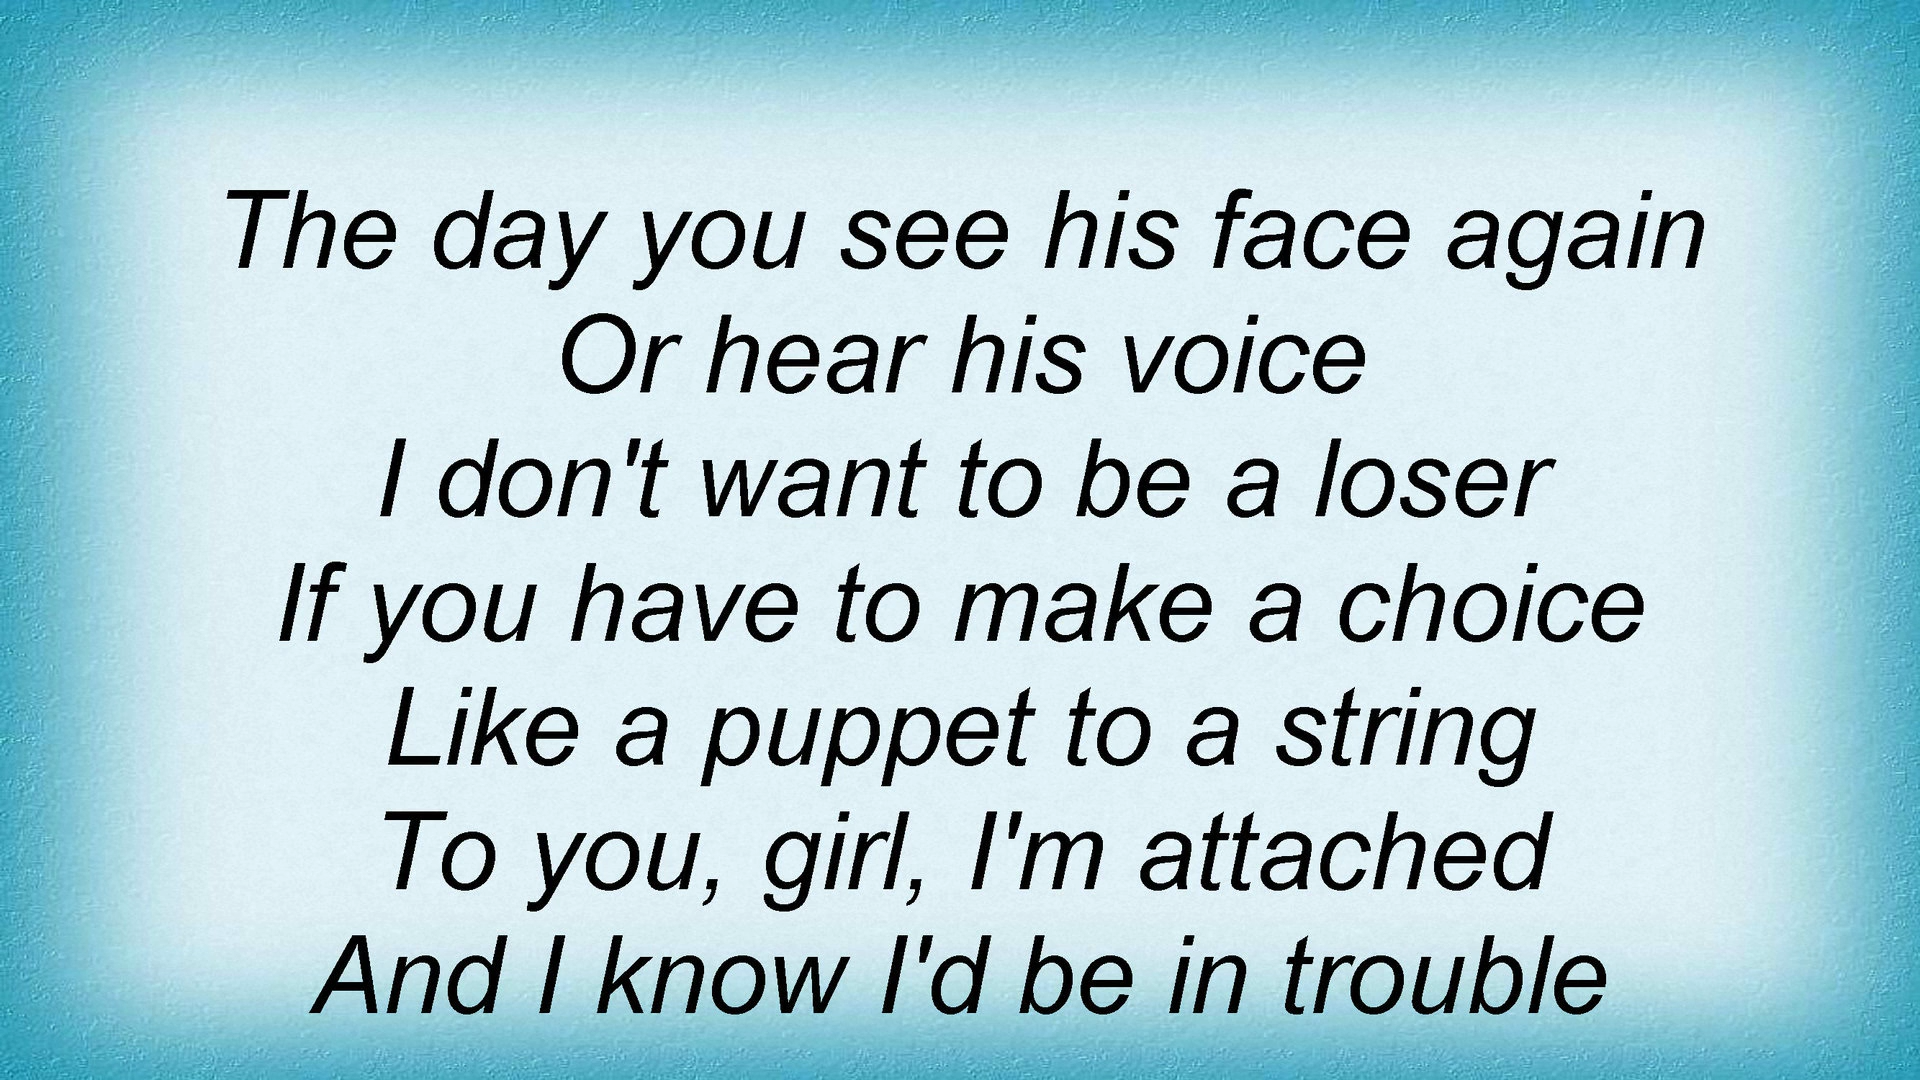 The day you see his face again
Or hear his voice
I don't want to be a loser
If you have to make a choice
Like a puppet to a string
To you, girl, I'm attached
And I know I'd be in trouble